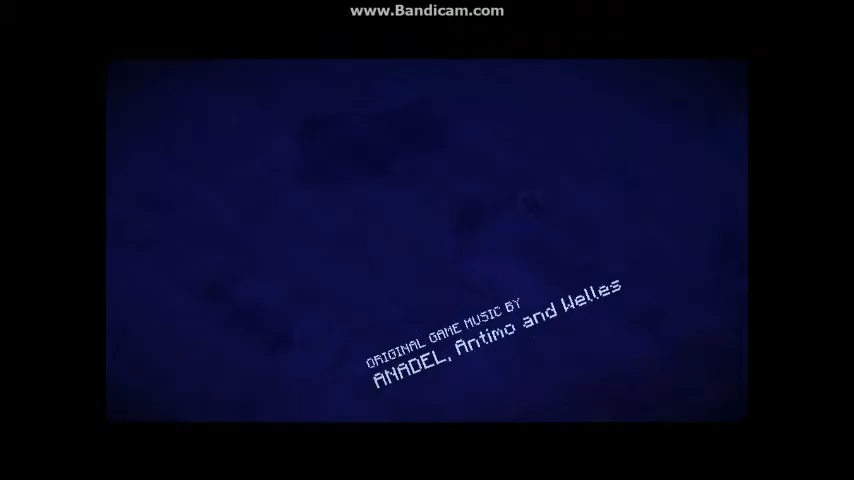 www.Bandicam.com
ORIGINAL GAME MUSIC BY
ANADEL, Antimo and Welles